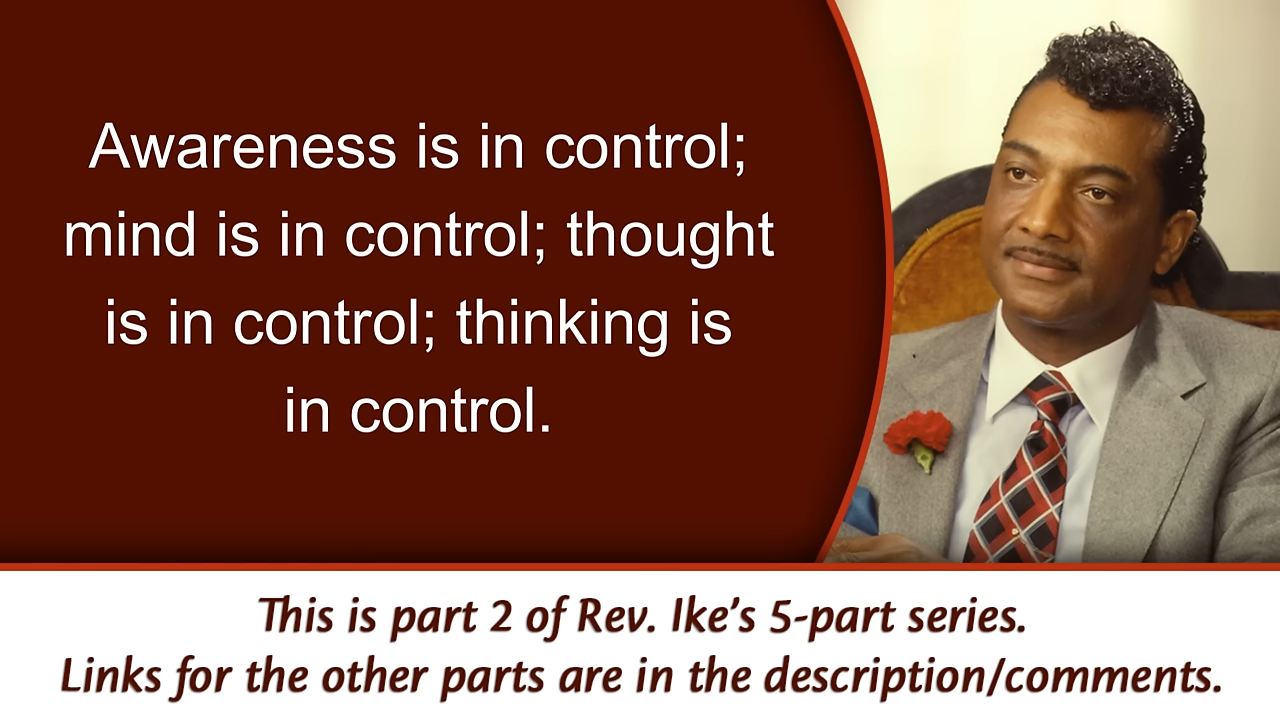 Awareness is in control;
mind is in control; thought
is in control; thinking is
in control.
This is part 2 of Rev. Ike’s 5-part series.
Links for the other parts are in the description/comments.